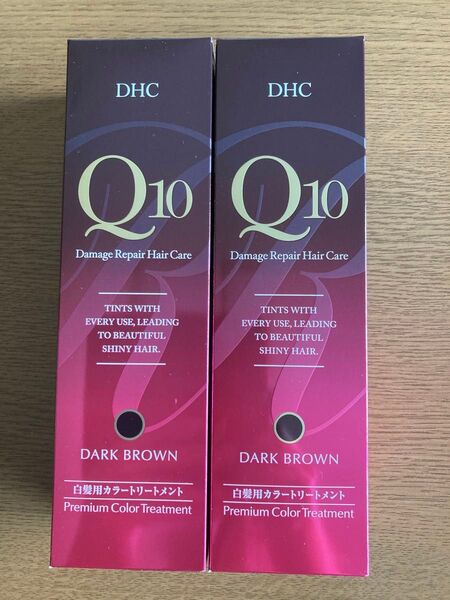 DHC
Q10
Damage Repair Hair Care
TINTS WITH
EVERY USE, LEADING
TO BEAUTIFUL
SHINY HAIR.
DARK BROWN
白髪用カラートリートメント
Premium Color Treatment
DHC
Q10
Damage Repair Hair Care
TINTS WITH
EVERY USE, LEADING
TO BEAUTIFUL
SHINY HAIR.
DARK BROWN
白髪用カラートリートメント
Premium Color Treatment